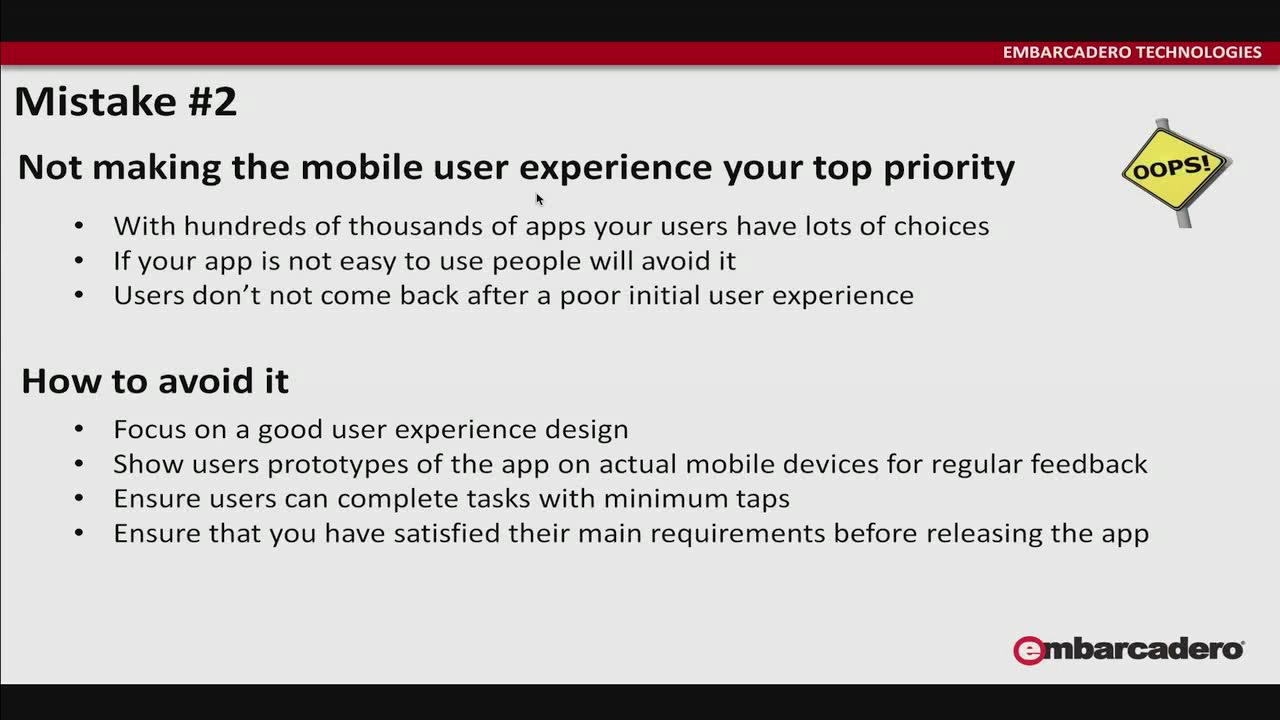 EMBARCADERO TECHNOLOGIES
Mistake #2
OOPS!
Not making the mobile user experience your top priority
• With hundreds of thousands of apps your users have lots of choices
• If your app is not easy to use people will avoid it
• Users don’t not come back after a poor initial user experience
How to avoid it
• Focus on a good user experience design
• Show users prototypes of the app on actual mobile devices for regular feedback
• Ensure users can complete tasks with minimum taps
• Ensure that you have satisfied their main requirements before releasing the app
embarcadero